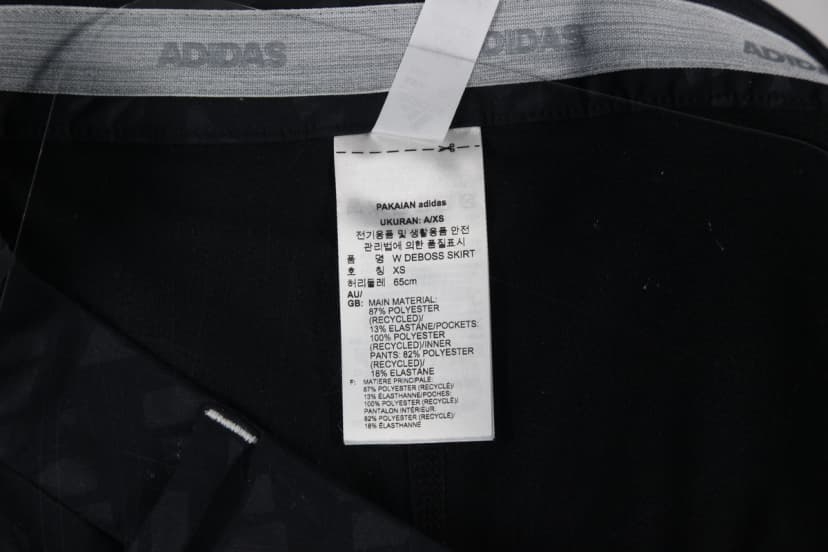 ADIDAS
ADIDAS
ADIDAS
PAKAIAN adidas
UKURAN: A/XS
전기용품 및 생활용품 안전
관리법에 의한 품질표시
품 명 W DEBOSS SKIRT
호 칭 XS
허리둘레 65cm
AU/
GB: MAIN MATERIAL:
87% POLYESTER
(RECYCLED)/
13% ELASTANE/POCKETS:
100% POLYESTER
(RECYCLED)/INNER
PANTS: 82% POLYESTER
(RECYCLED)/
18% ELASTANE
F: MATIÈRE PRINCIPALE:
87% POLYESTER (RECYCLÉ)/
13% ÉLASTHANNE/POCHES:
100% POLYESTER (RECYCLÉ)/
PANTALON INTÉRIEUR:
82% POLYESTER (RECYCLÉ)/
18% ÉLASTHANNE